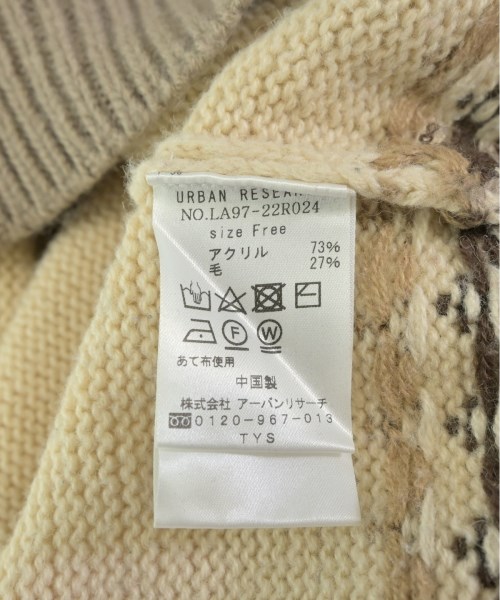 URBAN RESEAR
NO.LA97-22R024
size Free
アクリル 73%
毛 27%
F W
あて布使用
中国製
株式会社 アーバンリサーチ
0120-967-013
TYS